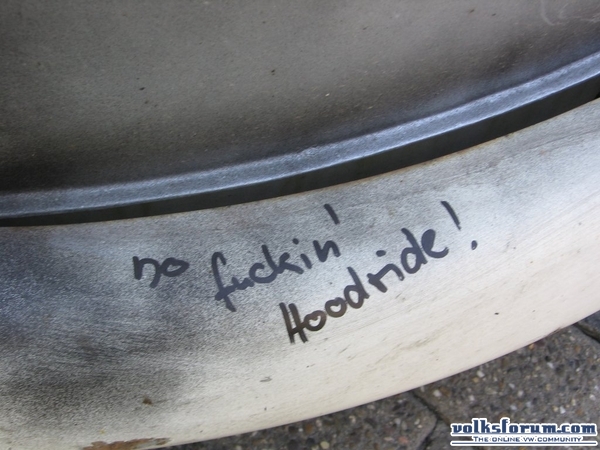 no fuckin'
Hoodride!
volksforum.com
THE ONLINE VW COMMUNITY